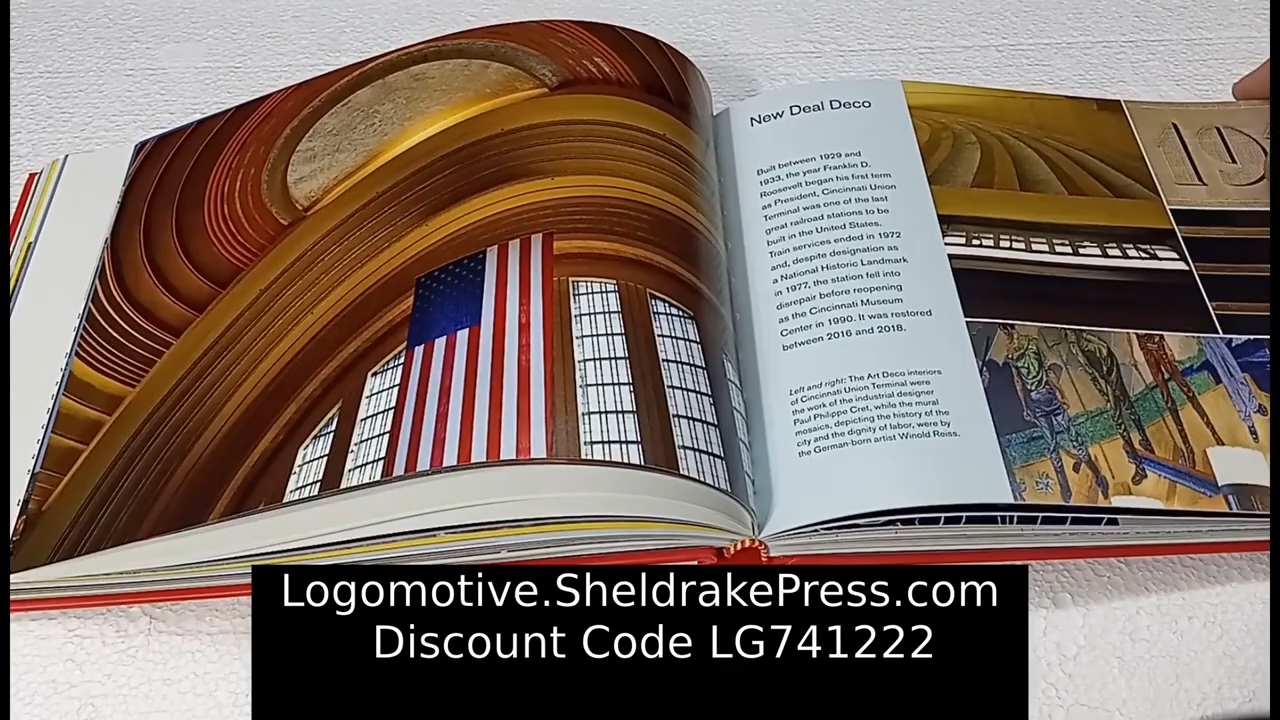 New Deal Deco
Built between 1929 and
1933, the year Franklin D.
Roosevelt began his first term
as President, Cincinnati Union
Terminal was one of the last
great railroad stations to be
built in the United States.
Train services ended in 1972
and, despite designation as
a National Historic Landmark
in 1977, the station fell into
disrepair before reopening
as the Cincinnati Museum
Center in 1990. It was restored
between 2016 and 2018.
Left and right: The Art Deco interiors
of Cincinnati Union Terminal were
the work of the industrial designer
Paul Philippe Cret, while the mural
mosaics, depicting the history of the
city and the dignity of labor, were by
the German-born artist Winold Reiss.
BULLETIN
Logomotive.SheldrakePress.com
Discount Code LG741222